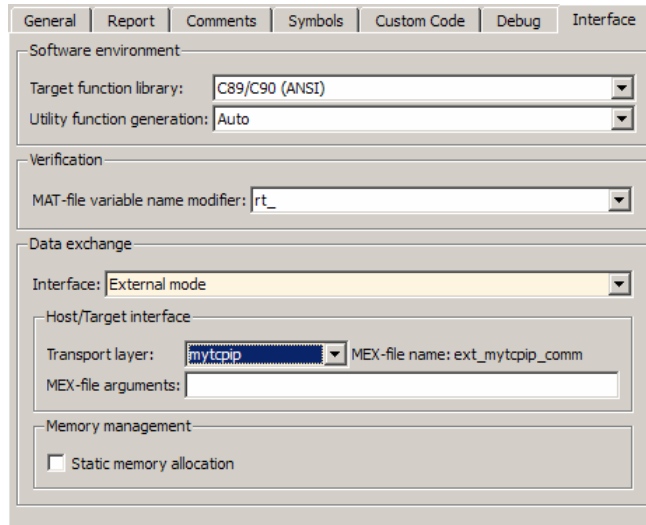 General Report Comments Symbols Custom Code Debug Interface
Software environment
Target function library: C89/C90 (ANSI)
Utility function generation: Auto
Verification
MAT-file variable name modifier: rt_
Data exchange
Interface: External mode
Host/Target interface
Transport layer: mytcpip MEX-file name: ext_mytcpip_comm
MEX-file arguments:
Memory management
Static memory allocation